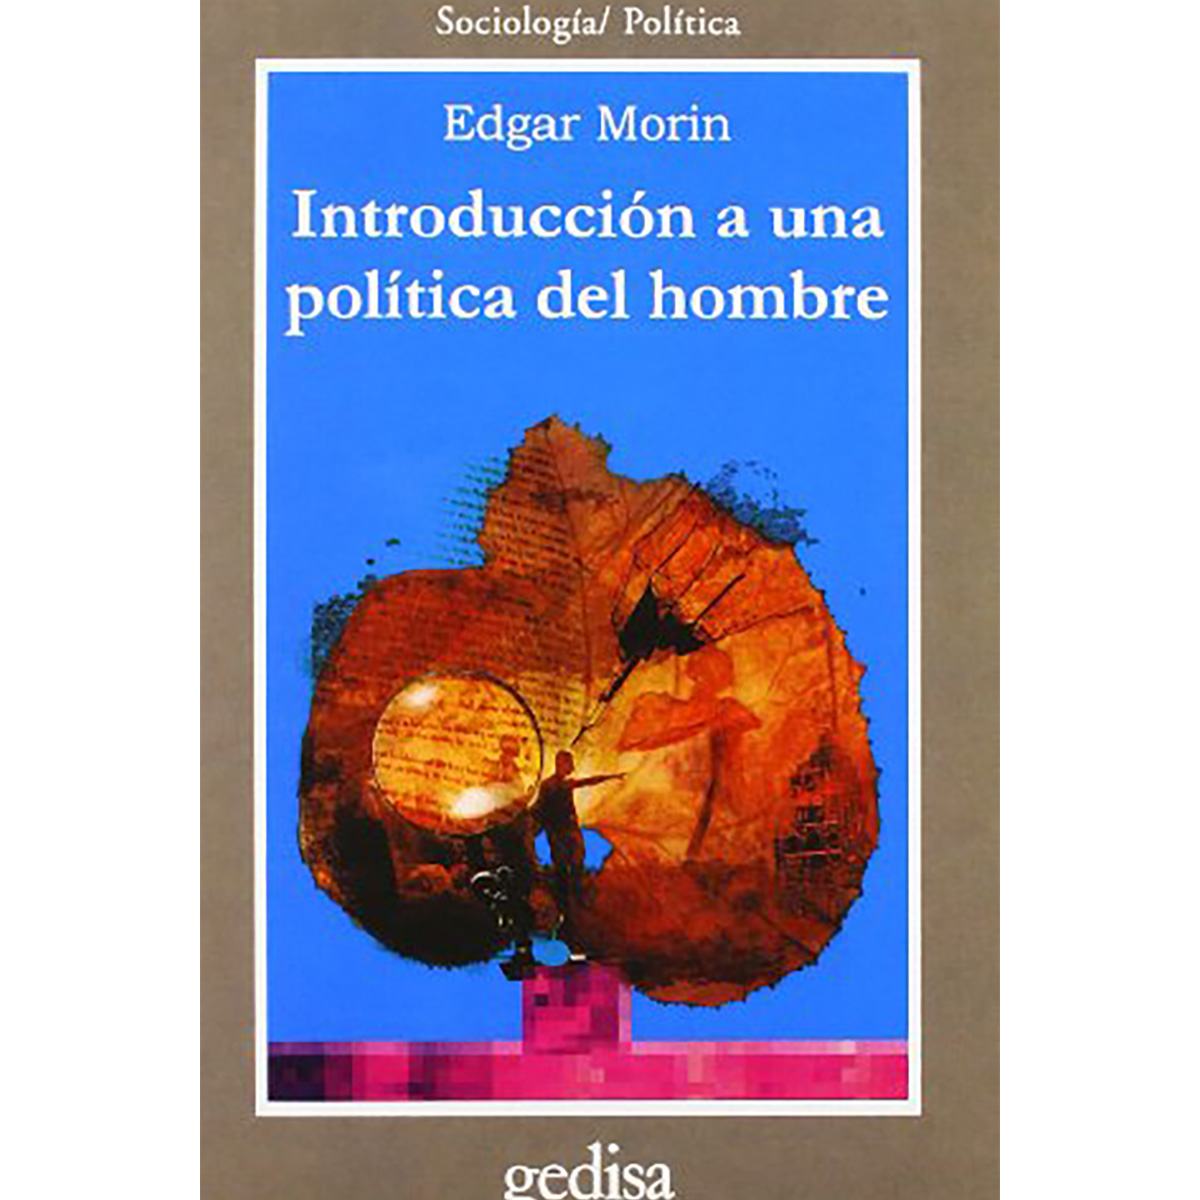 Sociología/ Política
Edgar Morin
Introducción a una
política del hombre
gedisa